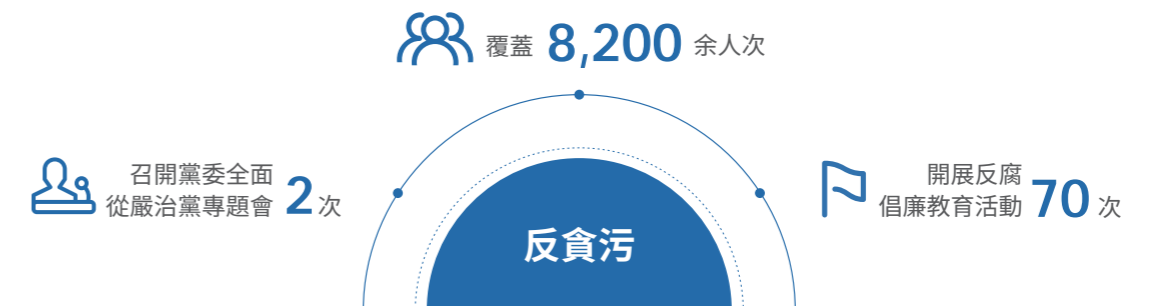 覆蓋 8,200 余人次
召開黨委全面
從嚴治黨專題會 2 次
開展反腐
倡廉教育活動 70 次
反貪污